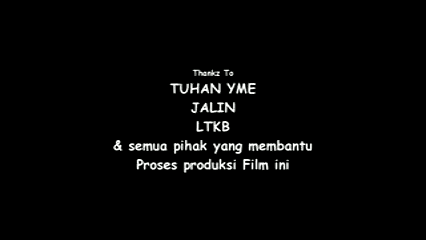 Thankz To
TUHAN YME
JALIN
LTKB
& semua pihak yang membantu
Proses produksi Film ini